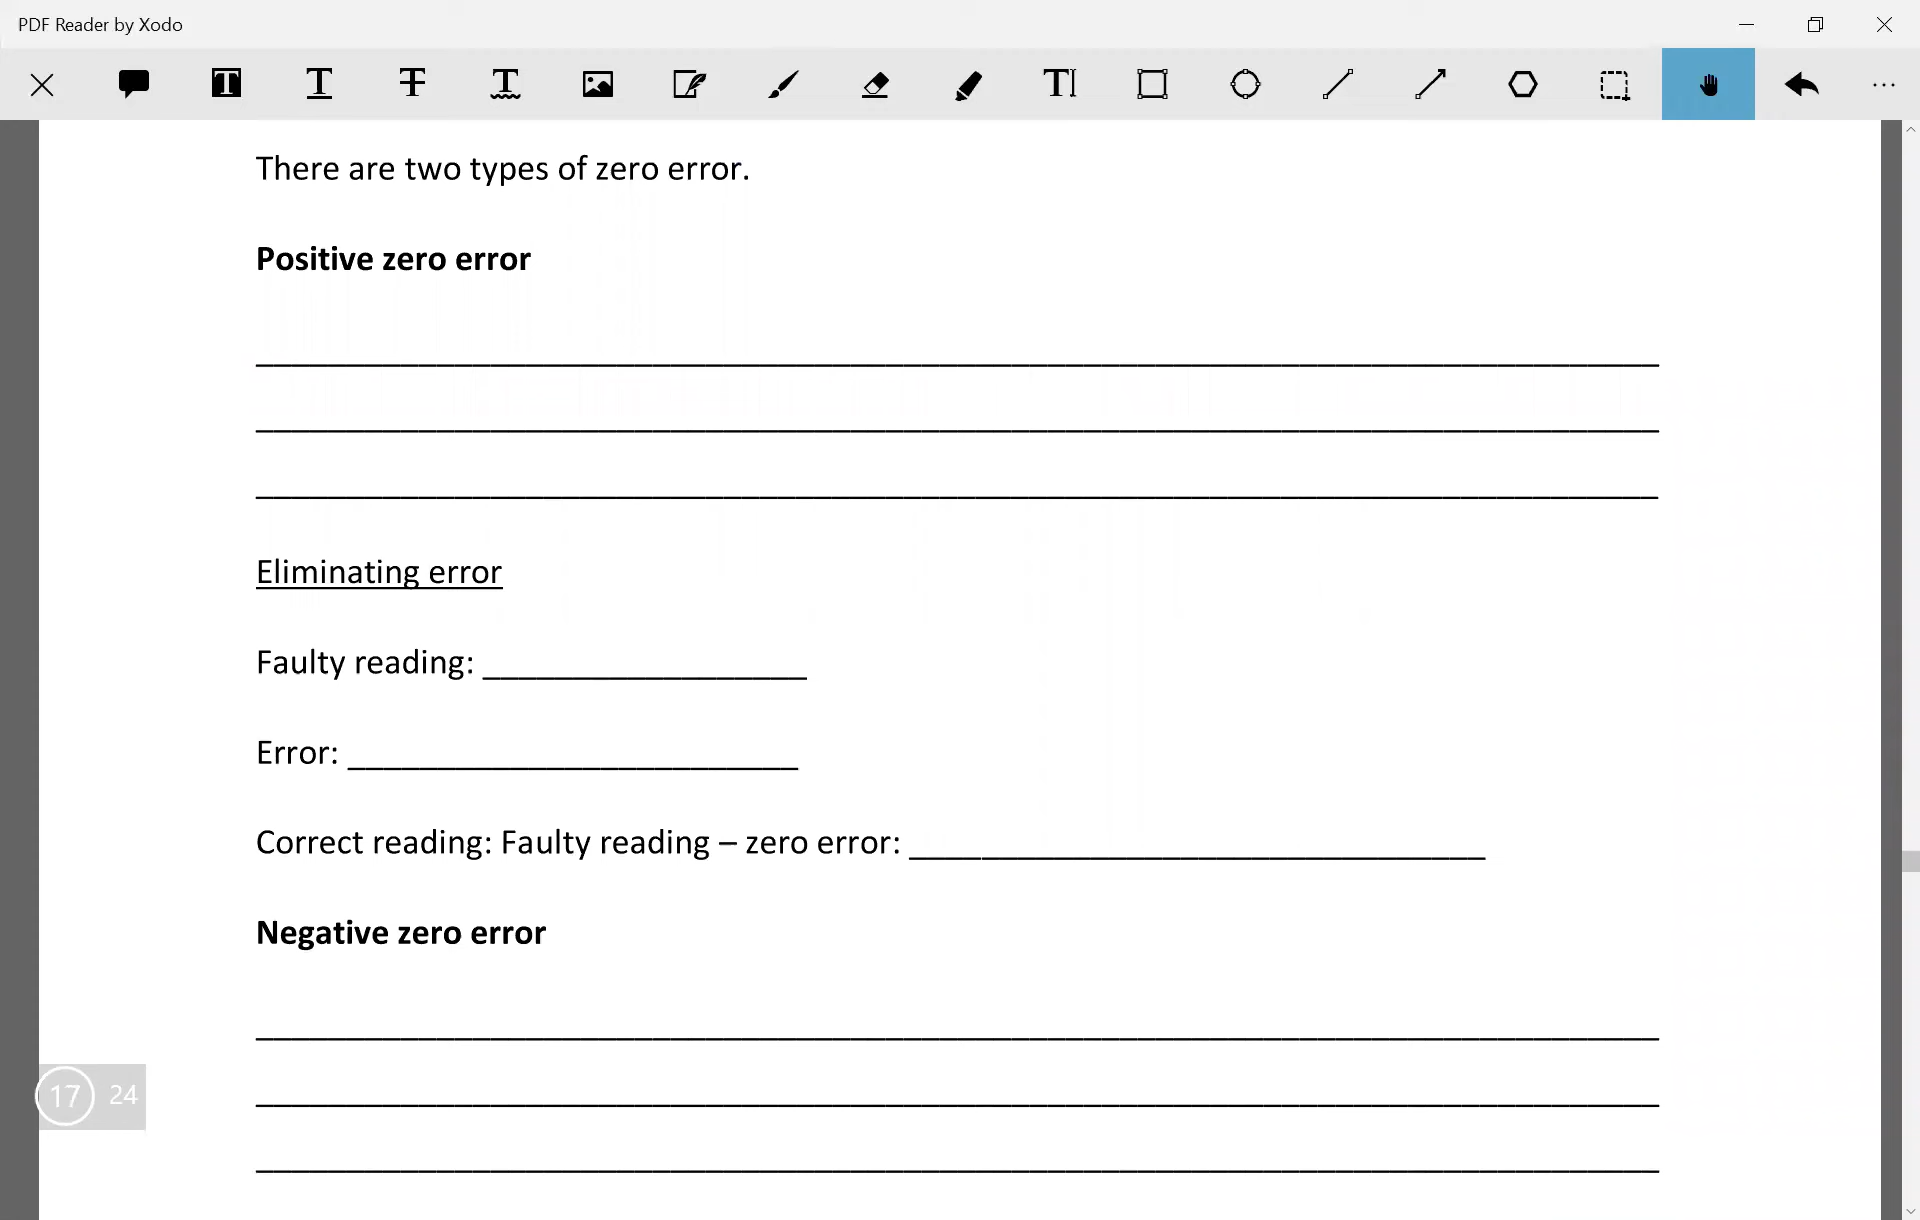 PDF Reader by Xodo
There are two types of zero error.
Positive zero error
Eliminating error
Faulty reading: __________________
Error: _________________________
Correct reading: Faulty reading – zero error: ________________________________
Negative zero error
17 24